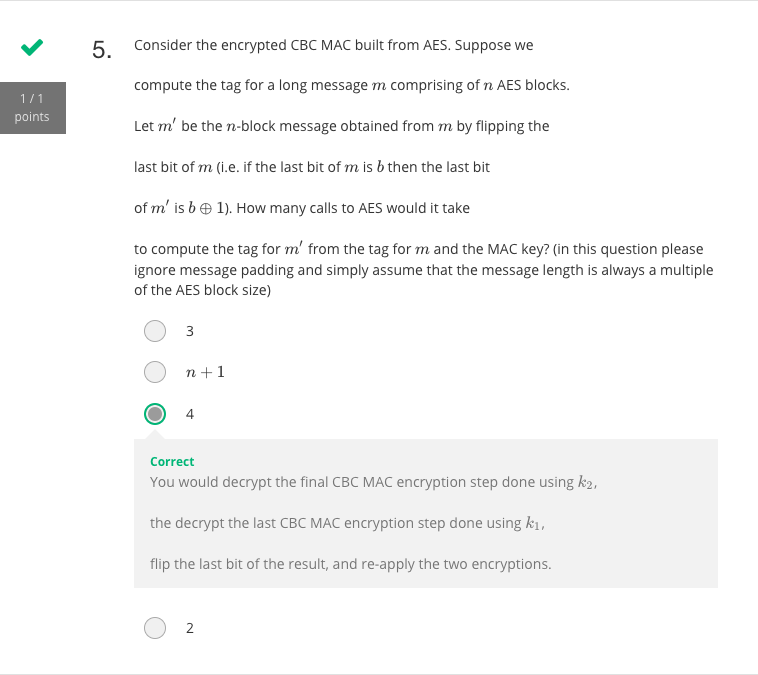 5. Consider the encrypted CBC MAC built from AES. Suppose we
1 / 1
points
compute the tag for a long message m comprising of n AES blocks.
Let m′ be the n-block message obtained from m by flipping the
last bit of m (i.e. if the last bit of m is b then the last bit
of m′ is b ⊕ 1). How many calls to AES would it take
to compute the tag for m′ from the tag for m and the MAC key? (in this question please
ignore message padding and simply assume that the message length is always a multiple
of the AES block size)
3
n + 1
4
Correct
You would decrypt the final CBC MAC encryption step done using k₂,
the decrypt the last CBC MAC encryption step done using k₁,
flip the last bit of the result, and re-apply the two encryptions.
2